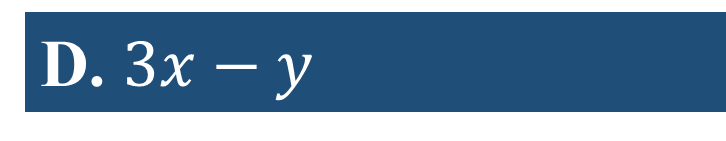 D. 3𝑥 − 𝑦